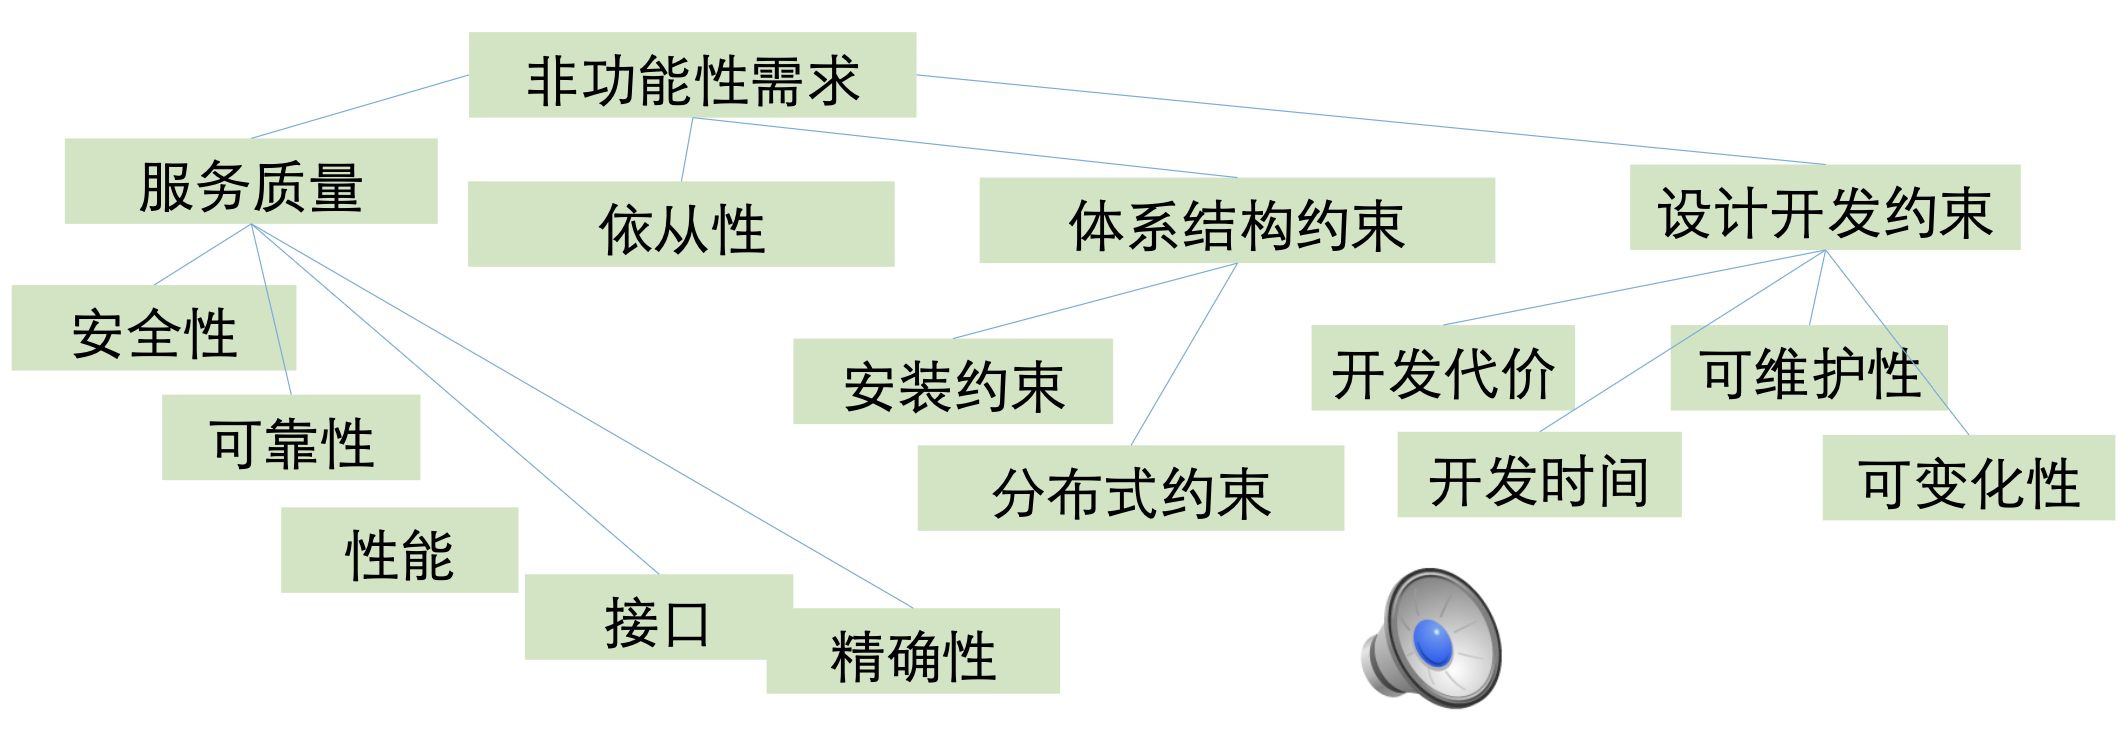 非功能性需求
服务质量
依从性
体系结构约束
设计开发约束
安全性
可靠性
性能
接口
精确性
安装约束
分布式约束
开发代价
开发时间
可维护性
可变化性